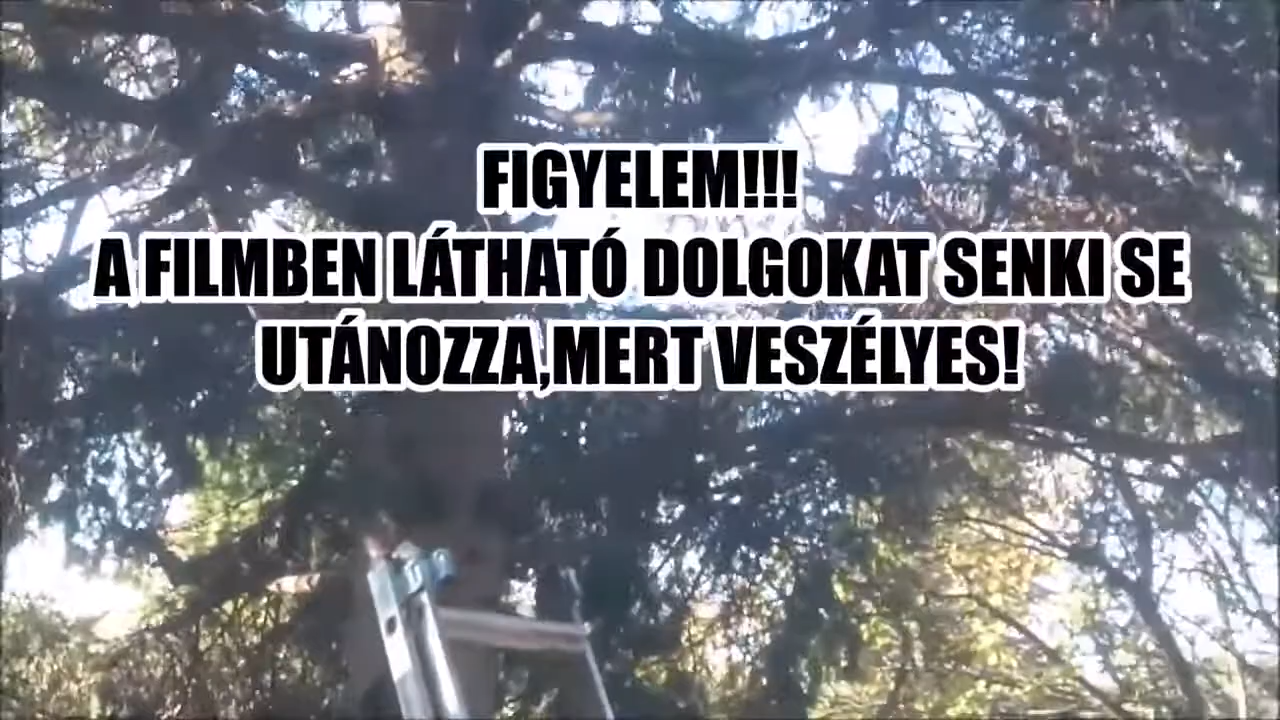 FIGYELEM!!!
A FILMBEN LÁTHATÓ DOLGOKAT SENKI SE
UTÁNOZZA,MERT VESZÉLYES!